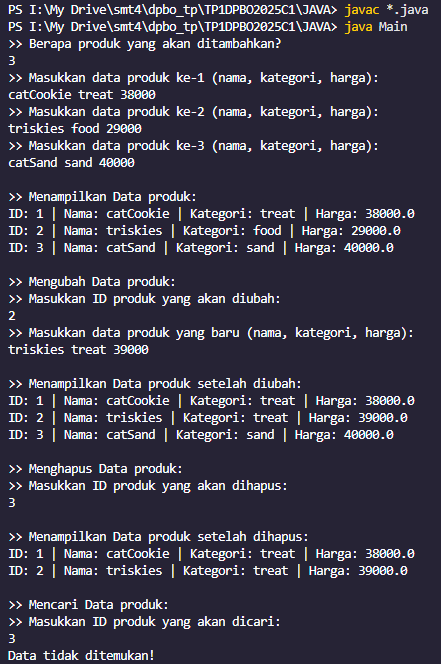 PS I:\My Drive\smt4\dpbo_tp\TP1DPBO2025C1\JAVA> javac *.java
PS I:\My Drive\smt4\dpbo_tp\TP1DPBO2025C1\JAVA> java Main
>> Berapa produk yang akan ditambahkan?
3
>> Masukkan data produk ke-1 (nama, kategori, harga):
catCookie treat 38000
>> Masukkan data produk ke-2 (nama, kategori, harga):
triskies food 29000
>> Masukkan data produk ke-3 (nama, kategori, harga):
catSand sand 40000
>> Menampilkan Data produk:
ID: 1 | Nama: catCookie | Kategori: treat | Harga: 38000.0
ID: 2 | Nama: triskies | Kategori: food | Harga: 29000.0
ID: 3 | Nama: catSand | Kategori: sand | Harga: 40000.0
>> Mengubah Data produk:
>> Masukkan ID produk yang akan diubah:
2
>> Masukkan data produk yang baru (nama, kategori, harga):
triskies treat 39000
>> Menampilkan Data produk setelah diubah:
ID: 1 | Nama: catCookie | Kategori: treat | Harga: 38000.0
ID: 2 | Nama: triskies | Kategori: treat | Harga: 39000.0
ID: 3 | Nama: catSand | Kategori: sand | Harga: 40000.0
>> Menghapus Data produk:
>> Masukkan ID produk yang akan dihapus:
3
>> Menampilkan Data produk setelah dihapus:
ID: 1 | Nama: catCookie | Kategori: treat | Harga: 38000.0
ID: 2 | Nama: triskies | Kategori: treat | Harga: 39000.0
>> Mencari Data produk:
>> Masukkan ID produk yang akan dicari:
3
Data tidak ditemukan!